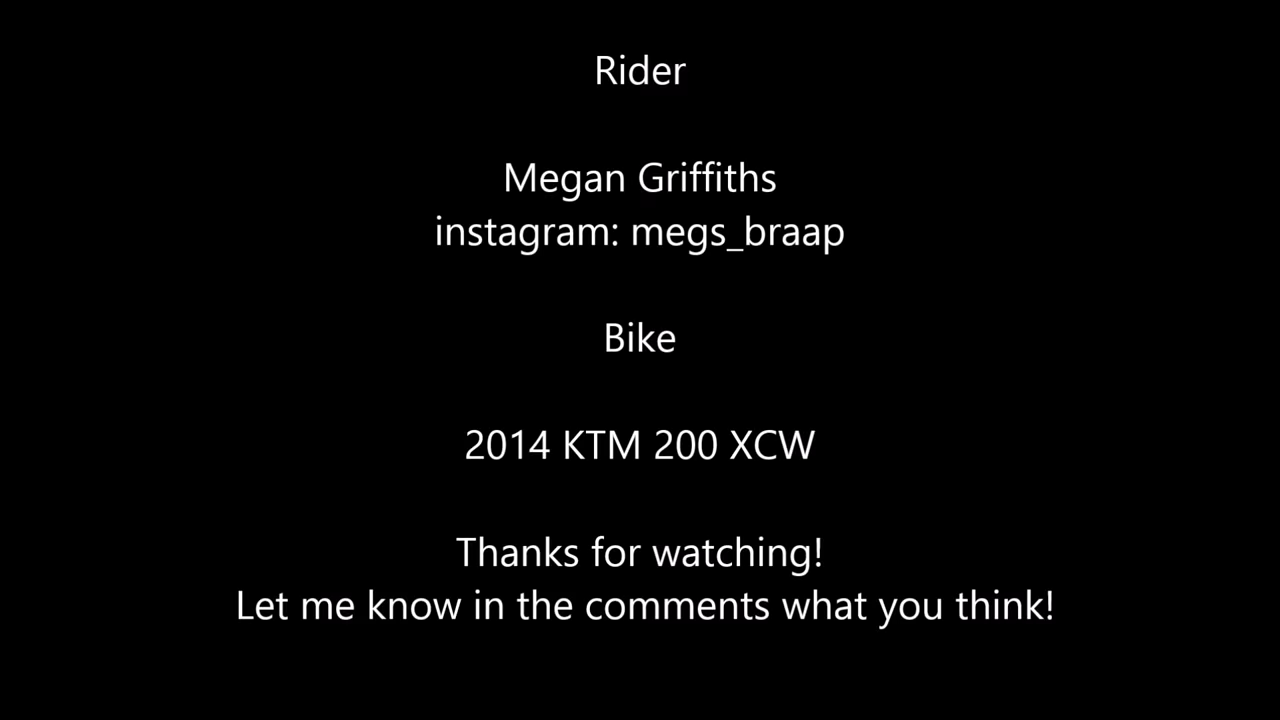 Rider
Megan Griffiths
instagram: megs_braap
Bike
2014 KTM 200 XCW
Thanks for watching!
Let me know in the comments what you think!